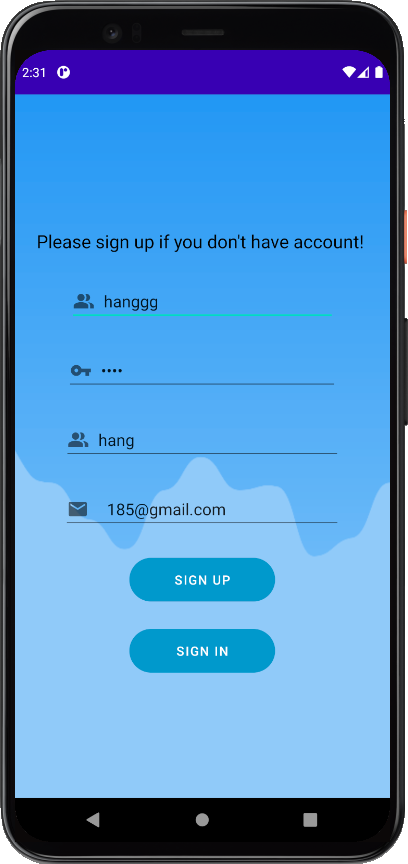 2:31
Please sign up if you don't have account!
hanggg
••••
hang
185@gmail.com
SIGN UP
SIGN IN